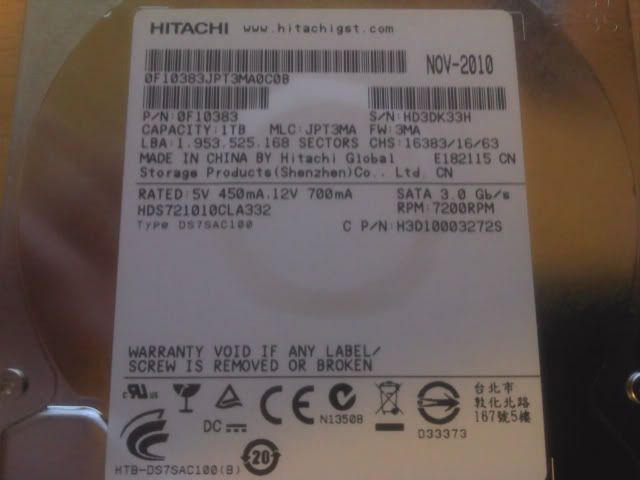 HITACHI www.hitachigst.com
NOV-2010
0F10383JPT3MA0C0B
P/N:0F10383 S/N:HD3DK33H
CAPACITY:1TB MLC:JPT3MA FW:3MA
LBA:1.953.525.168 SECTORS CHS:16383/16/63
MADE IN CHINA BY Hitachi Global E182115 CN
Storage Products(Shenzhen)Co., Ltd. CN
RATED:5V 450mA.12V 700mA SATA 3.0 Gb/s
HDS721010CLA332 RPM:7200RPM
Type DS7SAC100 C P/N:H3D10003272S
WARRANTY VOID IF ANY LABEL/
SCREW IS REMOVED OR BROKEN
c RU us
DC
CE
N13508
D33373
台北市
敦化北路
167號5樓
HTB-DS7SAC100(B)
20